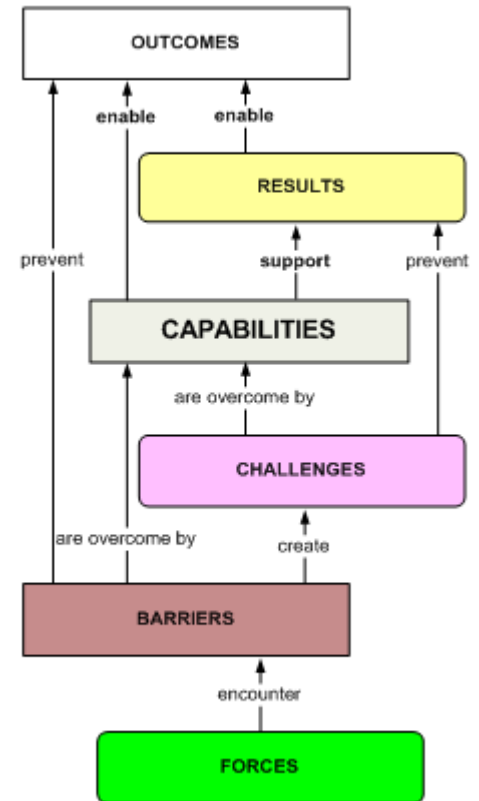 OUTCOMES
enable
enable
RESULTS
prevent
support
prevent
CAPABILITIES
are overcome by
CHALLENGES
are overcome by
create
BARRIERS
encounter
FORCES